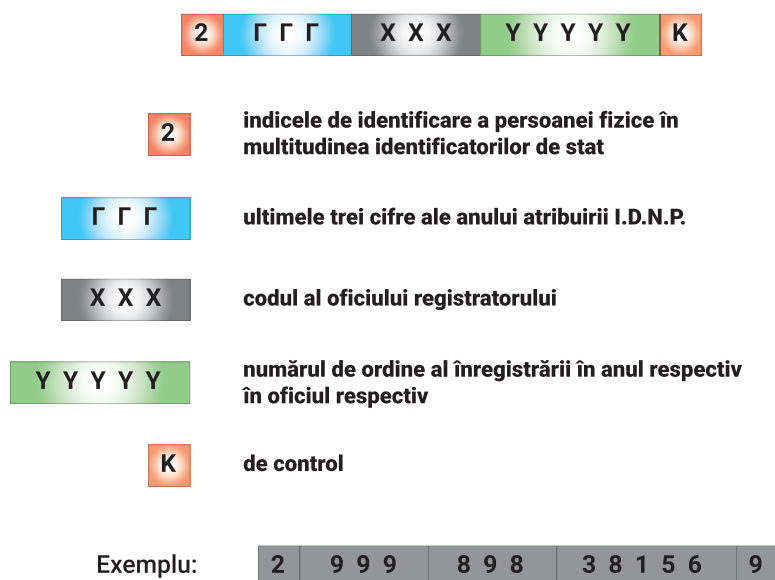 2 Г Г Г X X X Y Y Y Y Y K
2 indicele de identificare a persoanei fizice în
multitudinea identificatorilor de stat
Г Г Г ultimele trei cifre ale anului atribuirii I.D.N.P.
X X X codul al oficiului registratorului
Y Y Y Y Y numărul de ordine al înregistrării în anul respectiv
în oficiul respectiv
K de control
Exemplu: 2 9 9 9 8 9 8 3 8 1 5 6 9